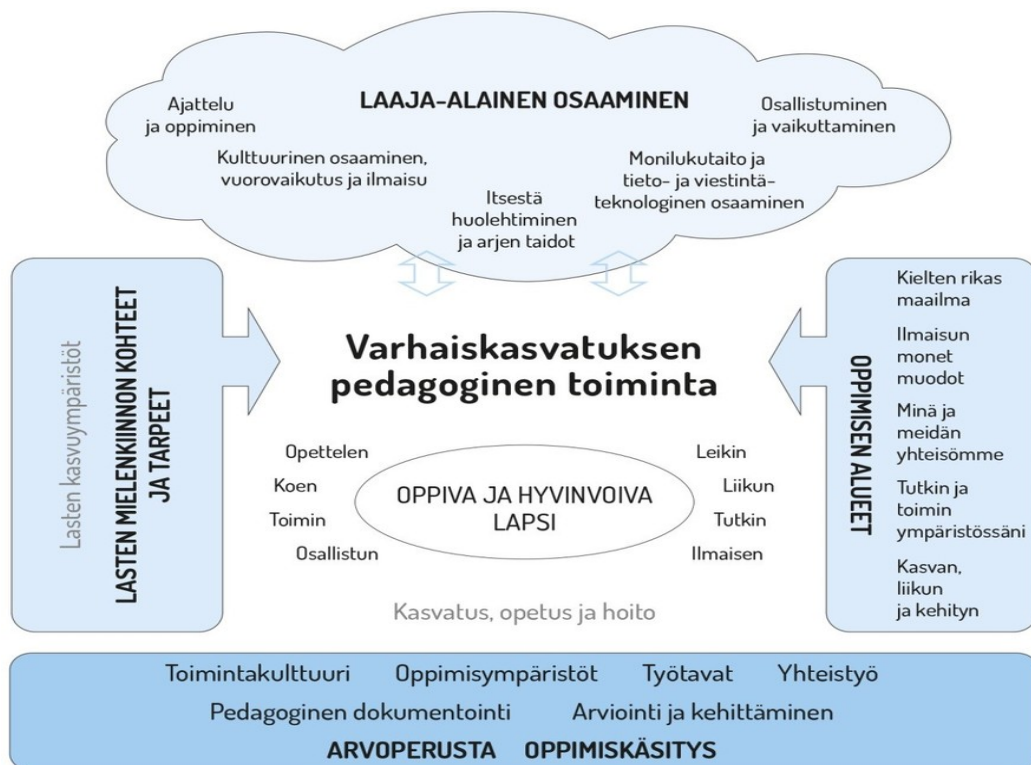 LAAJA-ALAINEN OSAAMINEN
Ajattelu
ja oppiminen
Osallistuminen
ja vaikuttaminen
Kulttuurinen osaaminen,
vuorovaikutus ja ilmaisu
Itsestä
huolehtiminen
ja arjen taidot
Monilukutaito ja
tieto- ja viestintä-
teknologinen osaaminen
Lasten kasvuympäristöt
LASTEN MIELENKIINNON KOHTEET
JA TARPEET
Varhaiskasvatuksen
pedagoginen toiminta
Opettelen
Koen
Toimin
Osallistun
OPPIVA JA HYVINVOIVA
LAPSI
Leikin
Liikun
Tutkin
Ilmaisen
Kasvatus, opetus ja hoito
OPPIMISEN ALUEET
Kielten rikas
maailma
Ilmaisun
monet
muodot
Minä ja
meidän
yhteisömme
Tutkin ja
toimin
ympäristössäni
Kasvan,
liikun
ja kehityn
Toimintakulttuuri Oppimisympäristöt Työtavat Yhteistyö
Pedagoginen dokumentointi Arviointi ja kehittäminen
ARVOPERUSTA OPPIMISKÄSITYS